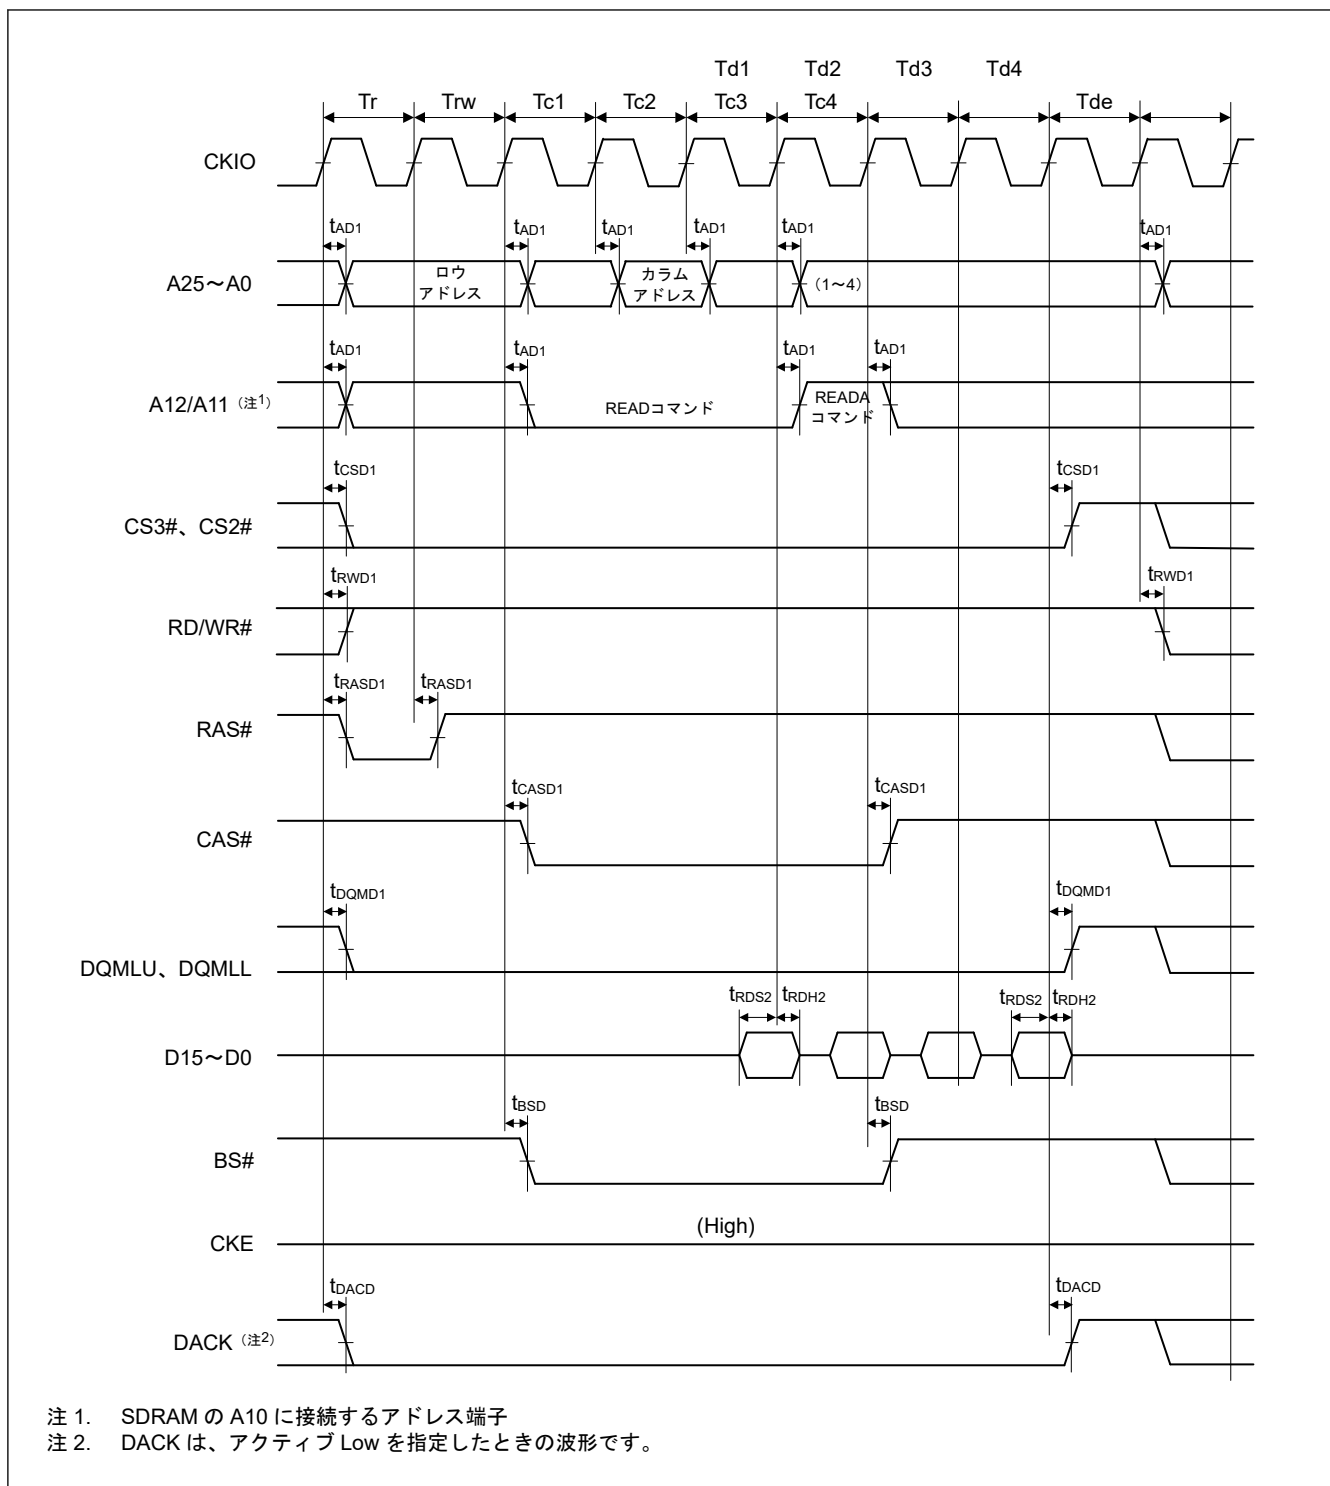 Td1 Td2 Td3 Td4
Tr Trw Tc1 Tc2 Tc3 Tc4 Tde
CKIO
tAD1 tAD1 tAD1 tAD1 tAD1 tAD1
A25～A0 ロウ アドレス カラム アドレス （1～4）
tAD1 tAD1 tAD1 tAD1
A12/A11（注1） READコマンド READA コマンド
tCSD1 tCSD1
CS3#、CS2#
tRWD1 tRWD1
RD/WR#
tRASD1 tRASD1
RAS#
tCASD1 tCASD1
CAS#
tDQMD1 tDQMD1
DQMLU、DQMLL
tRDS2 tRDH2 tRDS2 tRDH2
D15～D0
tBSD tBSD
BS#
(High)
CKE
tDACD tDACD
DACK（注2）
注 1. SDRAM の A10 に接続するアドレス端子
注 2. DACK は、アクティブ Low を指定したときの波形です。